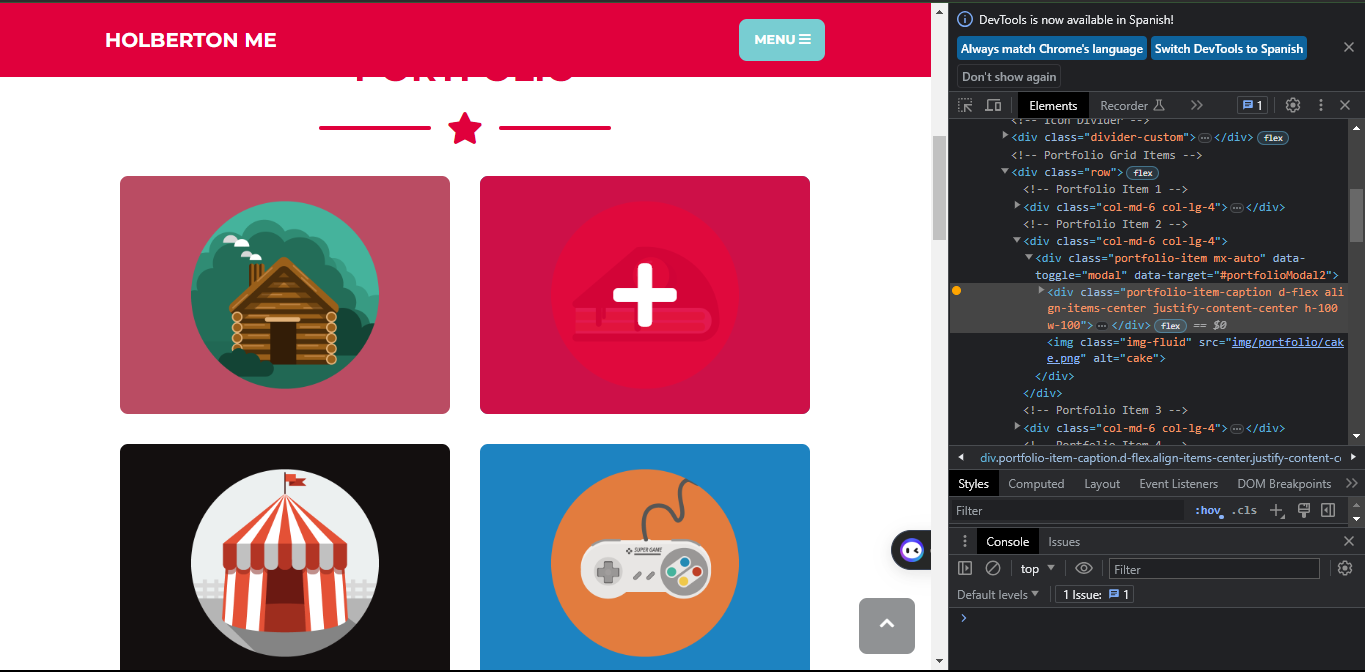 HOLBERTON ME
MENU
PORTFOLIO
SUPER GAME
DevTools is now available in Spanish!
Always match Chrome's language
Switch DevTools to Spanish
Don't show again
Elements
Recorder
1
<!-- Icon Divider -->
<div class="divider-custom">…</div> flex
<!-- Portfolio Grid Items -->
<div class="row"> flex
<!-- Portfolio Item 1 -->
<div class="col-md-6 col-lg-4">…</div>
<!-- Portfolio Item 2 -->
<div class="col-md-6 col-lg-4">
<div class="portfolio-item mx-auto" data-
toggle="modal" data-target="#portfolioModal2">
<div class="portfolio-item-caption d-flex ali
gn-items-center justify-content-center h-100
w-100">…</div> flex == $0
<img class="img-fluid" src="img/portfolio/cak
e.png" alt="cake">
</div>
</div>
<!-- Portfolio Item 3 -->
<div class="col-md-6 col-lg-4">…</div>
<!-- Portfolio Item 4 -->
div.portfolio-item-caption.d-flex.align-items-center.justify-content-c
Styles
Computed
Layout
Event Listeners
DOM Breakpoints
Filter
:hov
.cls
Console
Issues
top
Filter
Default levels
1 Issue: 1